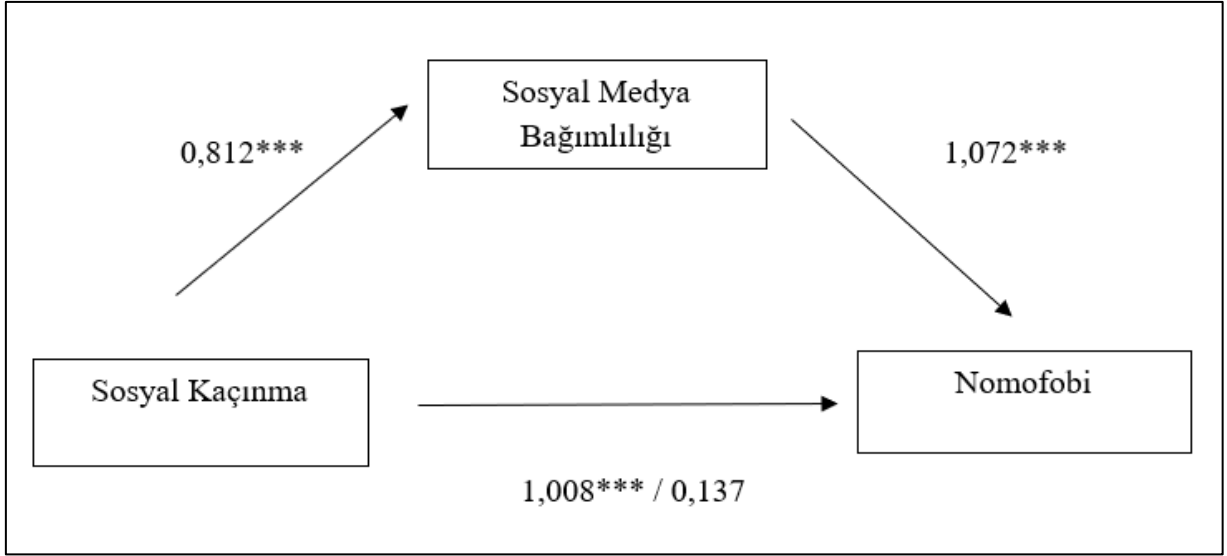 Sosyal Medya
Bağımlılığı
0,812***
1,072***
Sosyal Kaçınma
Nomofobi
1,008*** / 0,137